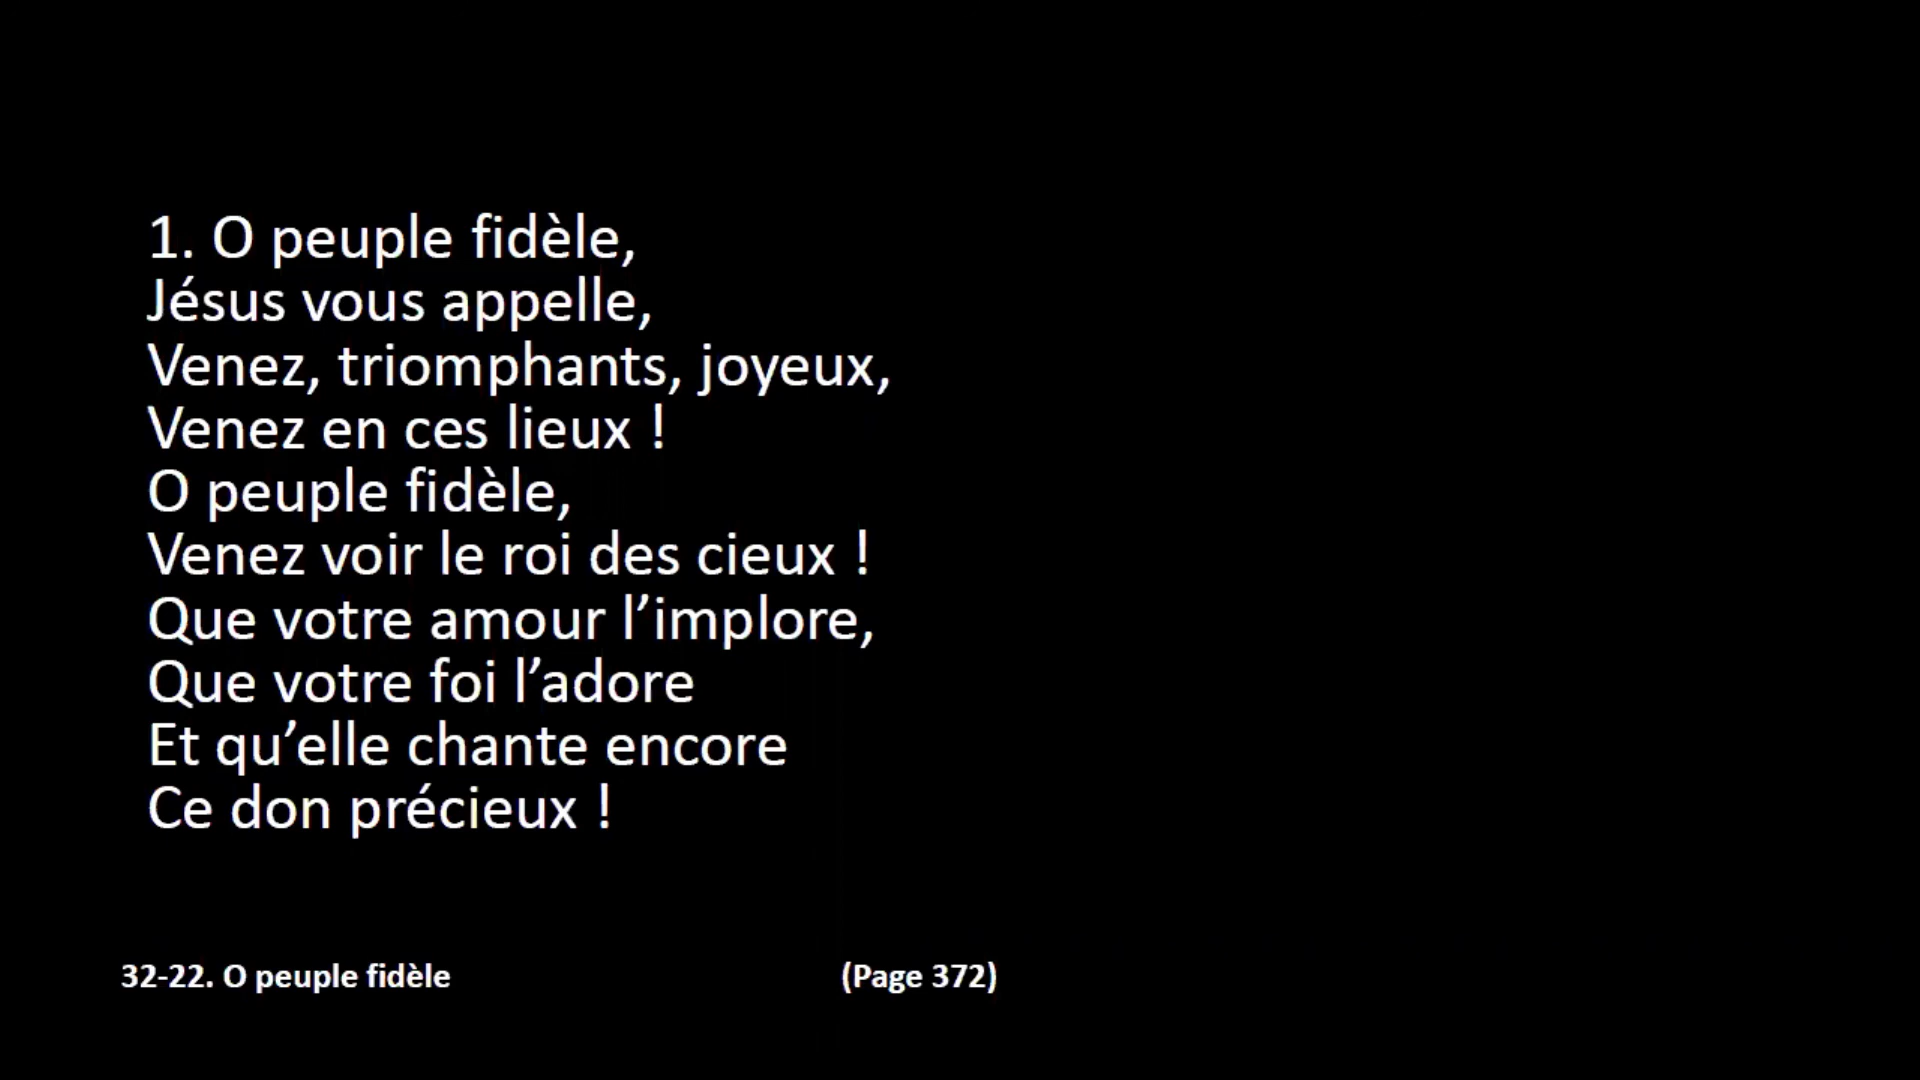 1. O peuple fidèle,
Jésus vous appelle,
Venez, triomphants, joyeux,
Venez en ces lieux !
O peuple fidèle,
Venez voir le roi des cieux !
Que votre amour l’implore,
Que votre foi l’adore
Et qu’elle chante encore
Ce don précieux !
32-22. O peuple fidèle (Page 372)